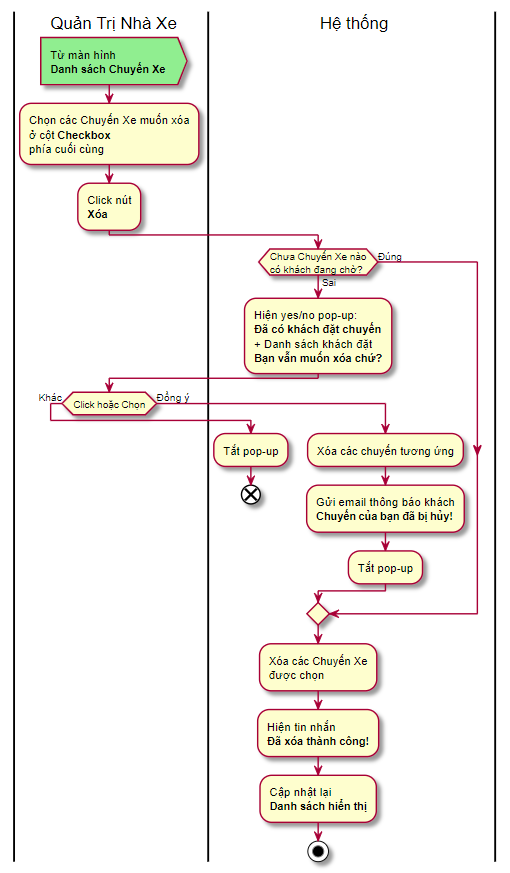 Quản Trị Nhà Xe
Hệ thống
Từ màn hình
Danh sách Chuyến Xe
Chọn các Chuyến Xe muốn xóa
ở cột Checkbox
phía cuối cùng
Click nút
Xóa
Chưa Chuyến Xe nào
có khách đang chờ?
Đúng
Sai
Hiện yes/no pop-up:
Đã có khách đặt chuyến
+ Danh sách khách đặt
Bạn vẫn muốn xóa chứ?
Khác
Click hoặc Chọn
Đồng ý
Tắt pop-up
Xóa các chuyến tương ứng
Gửi email thông báo khách
Chuyến của bạn đã bị hủy!
Tắt pop-up
Xóa các Chuyến Xe
được chọn
Hiện tin nhắn
Đã xóa thành công!
Cập nhật lại
Danh sách hiển thị